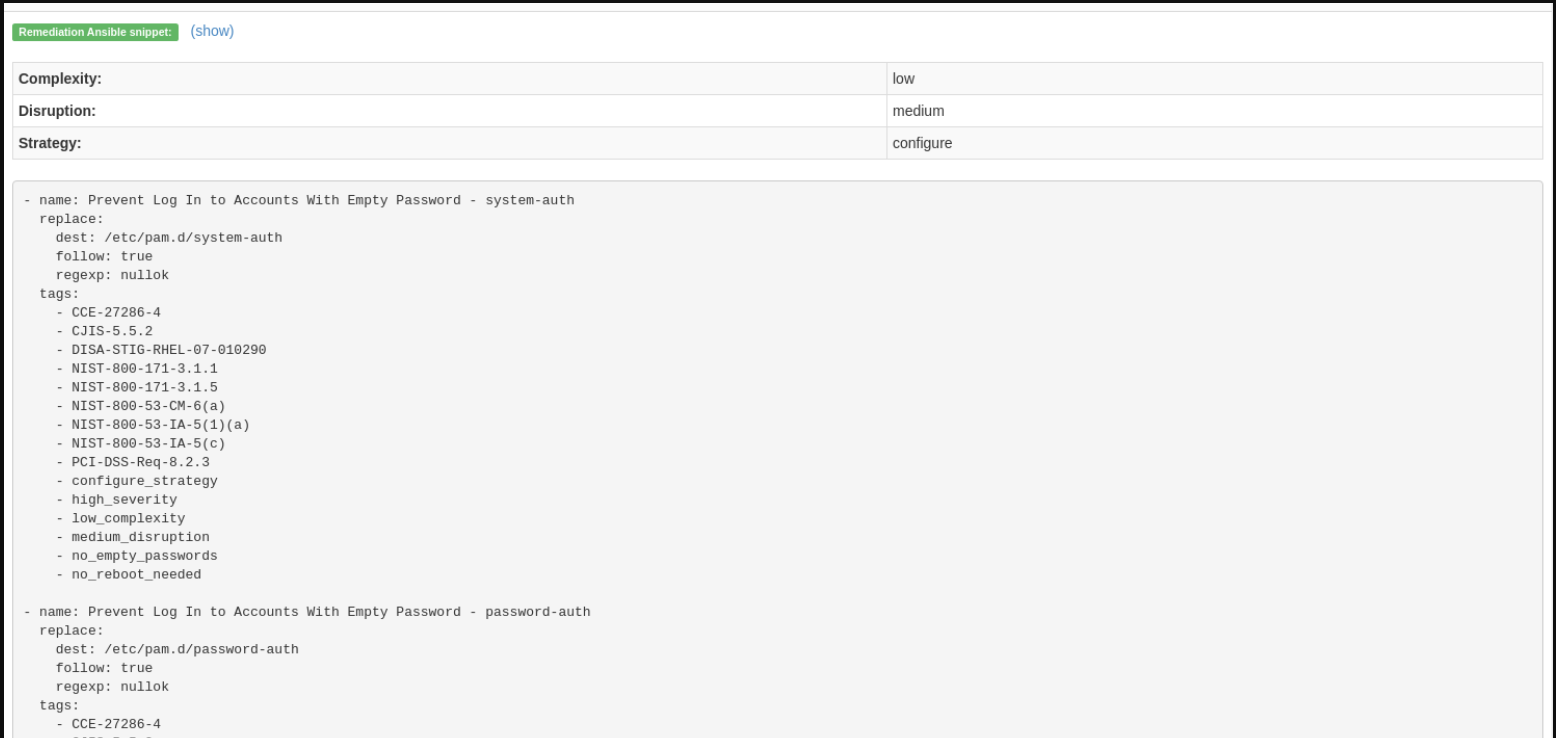 Remediation Ansible snippet: (show)
Complexity: low
Disruption: medium
Strategy: configure
- name: Prevent Log In to Accounts With Empty Password - system-auth
  replace:
    dest: /etc/pam.d/system-auth
    follow: true
    regexp: nullok
  tags:
    - CCE-27286-4
    - CJIS-5.5.2
    - DISA-STIG-RHEL-07-010290
    - NIST-800-171-3.1.1
    - NIST-800-171-3.1.5
    - NIST-800-53-CM-6(a)
    - NIST-800-53-IA-5(1)(a)
    - NIST-800-53-IA-5(c)
    - PCI-DSS-Req-8.2.3
    - configure_strategy
    - high_severity
    - low_complexity
    - medium_disruption
    - no_empty_passwords
    - no_reboot_needed
- name: Prevent Log In to Accounts With Empty Password - password-auth
  replace:
    dest: /etc/pam.d/password-auth
    follow: true
    regexp: nullok
  tags:
    - CCE-27286-4